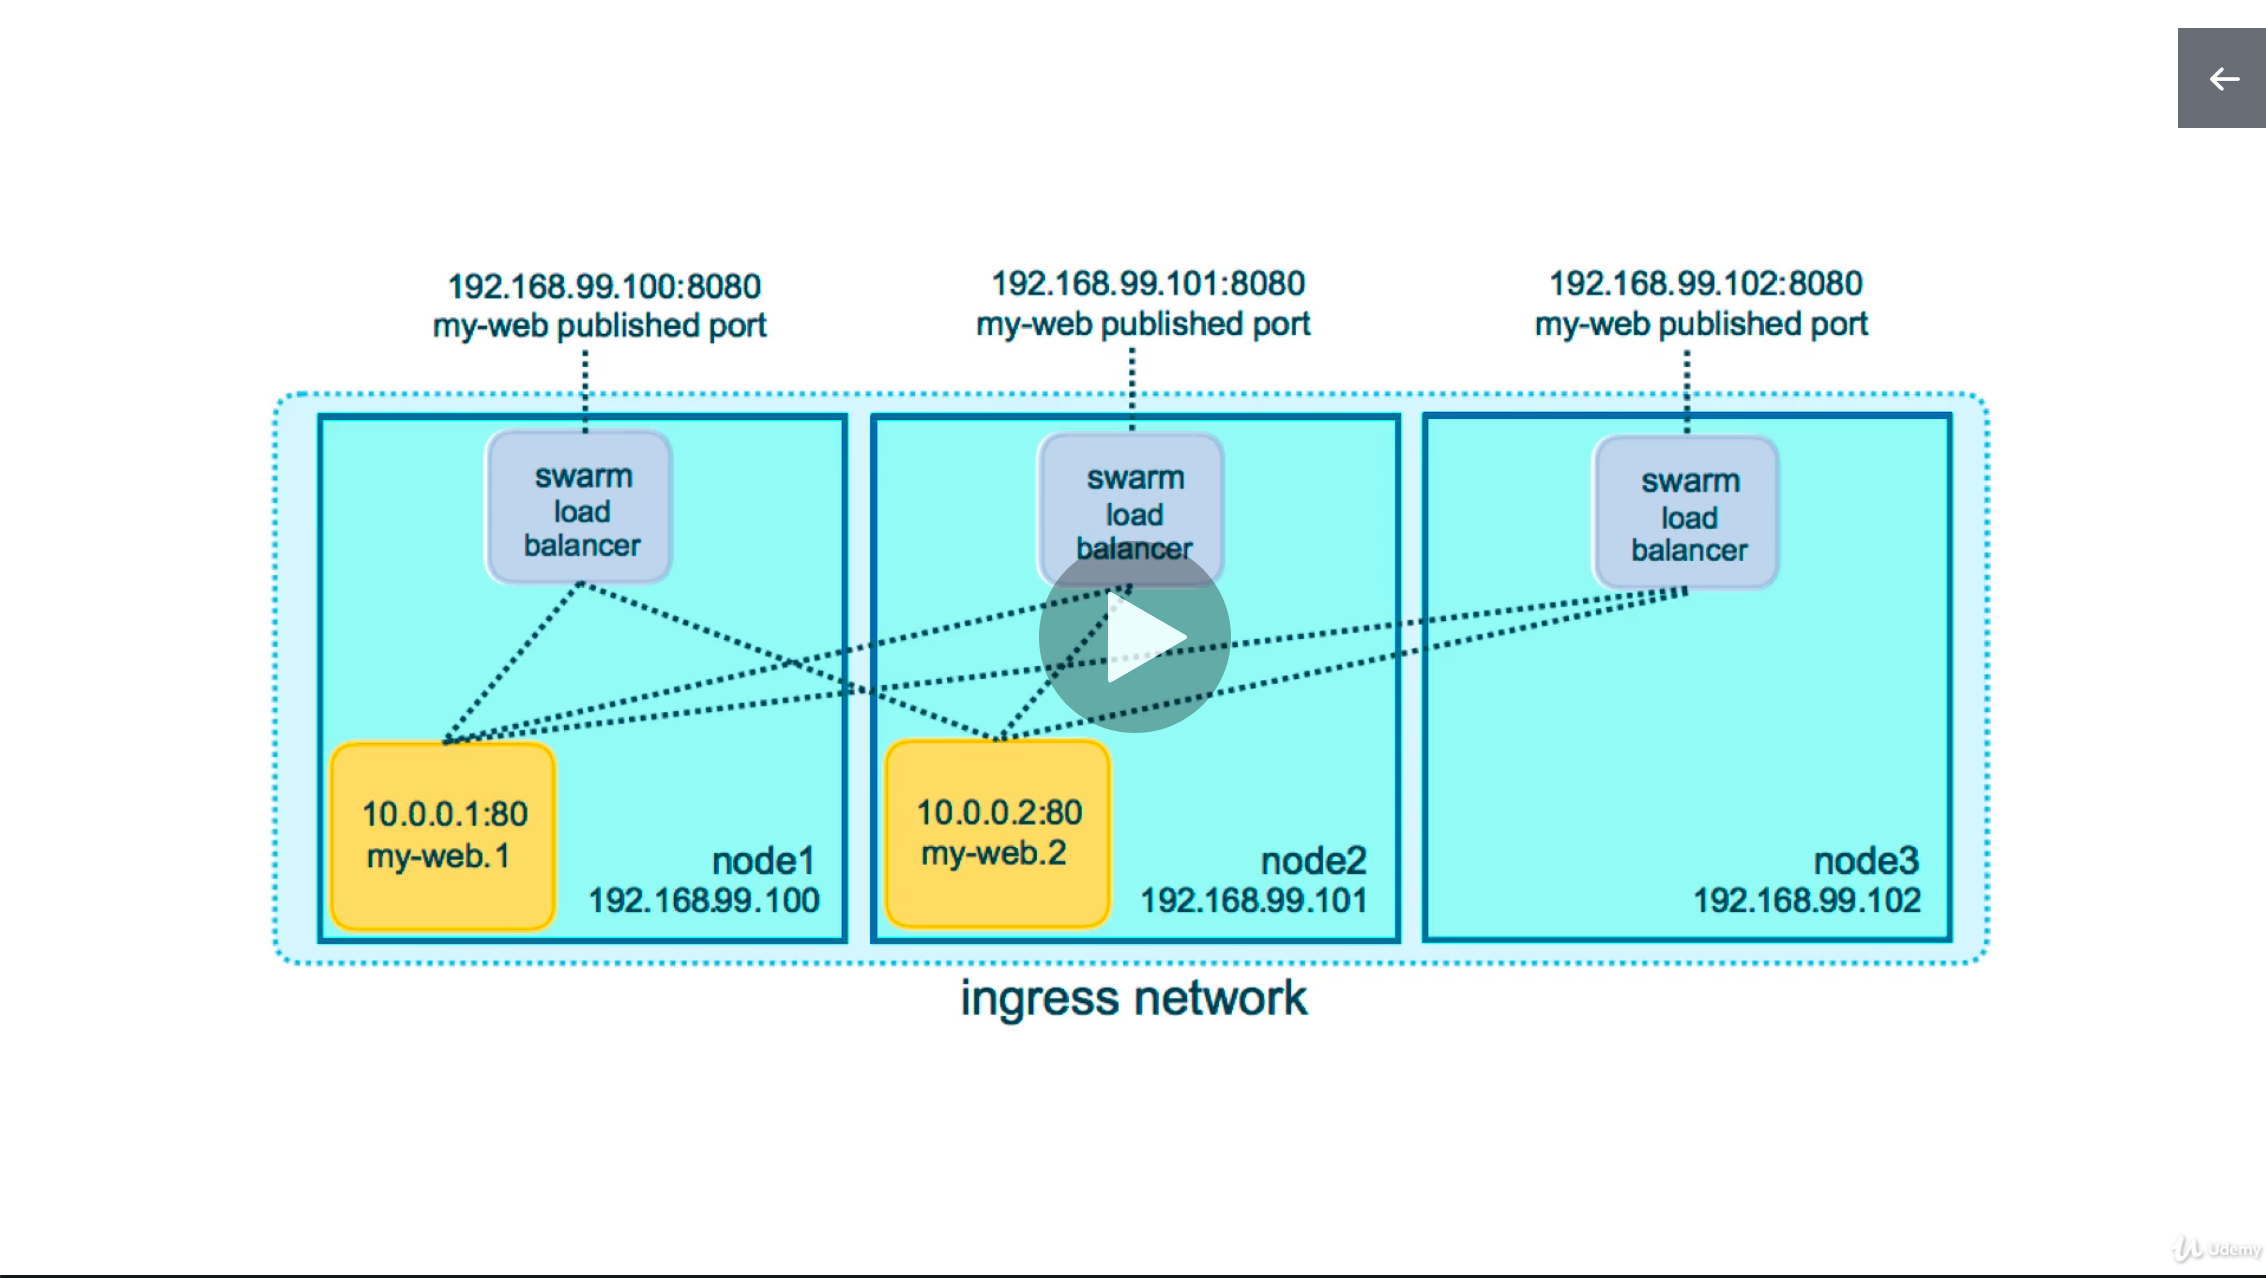 192.168.99.100:8080
my-web published port
192.168.99.101:8080
my-web published port
192.168.99.102:8080
my-web published port
swarm
load
balancer
swarm
load
balancer
swarm
load
balancer
10.0.0.1:80
my-web.1
node1
192.168.99.100
10.0.0.2:80
my-web.2
node2
192.168.99.101
node3
192.168.99.102
ingress network
Udemy